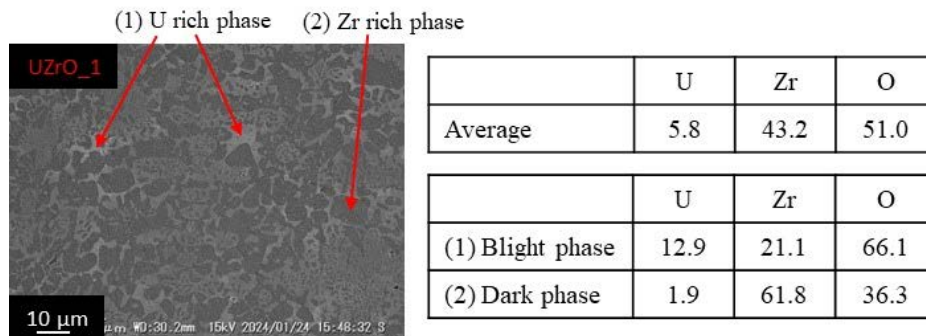 (1) U rich phase (2) Zr rich phase
UZrO_1
10 μm
μm WD:30.2mm 15kV 2024/01/24 15:48:32 S
U Zr O
Average 5.8 43.2 51.0
U Zr O
(1) Blight phase 12.9 21.1 66.1
(2) Dark phase 1.9 61.8 36.3